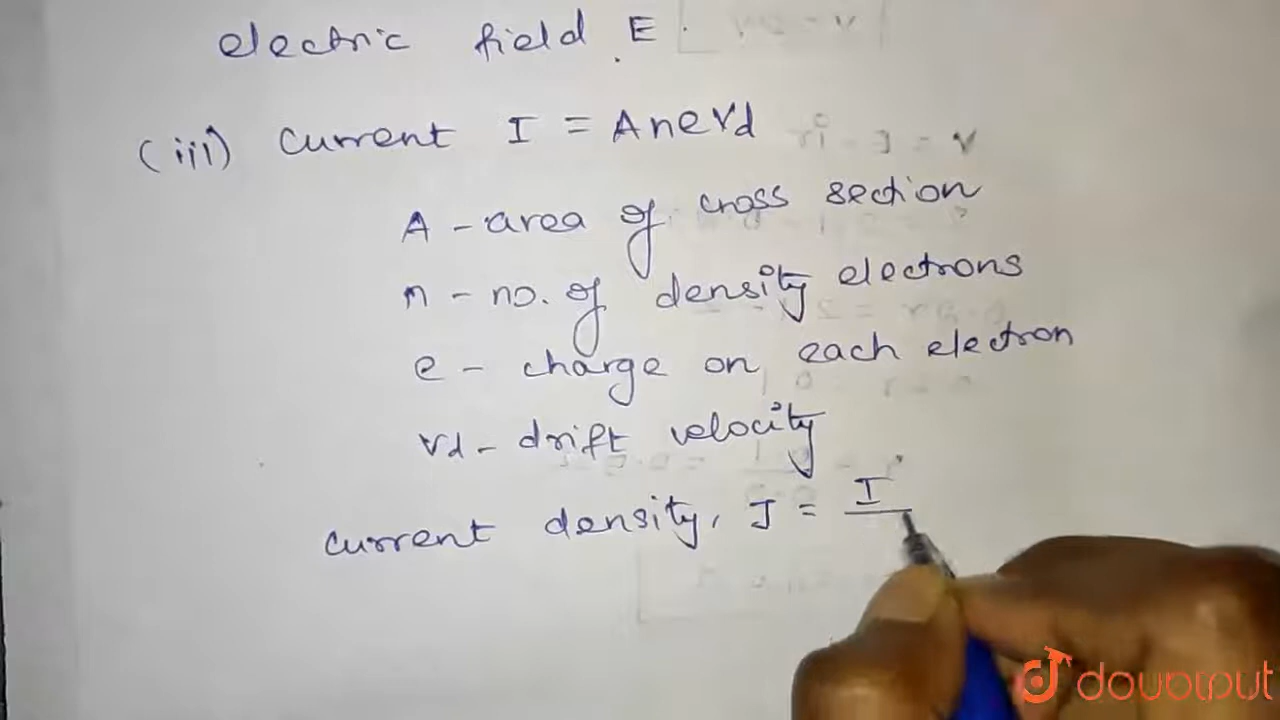 electric field E.
(iii) Current I = AneVd
A - area of cross section
n - no. of density electrons
e - charge on each electron
Vd - drift velocity
current density, J = I
doubtnut